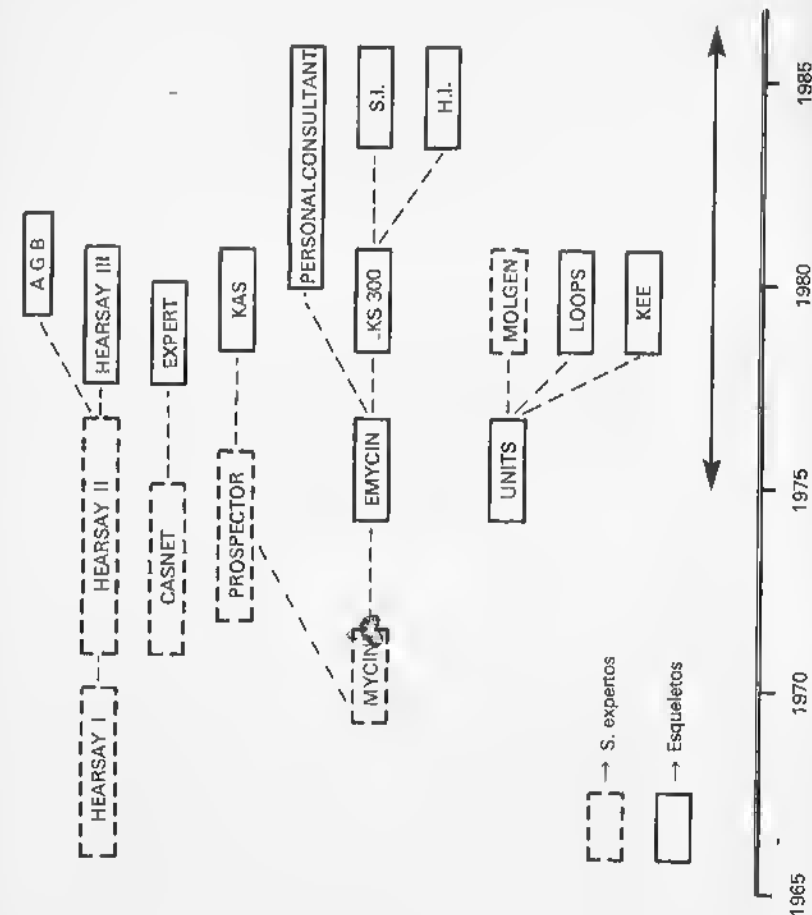 A G B
HEARSAY I
HEARSAY II
HEARSAY III
CASNET
EXPERT
PROSPECTOR
KAS
PERSONAL CONSULTANT
MYCIN
EMYCIN
KS 300
S.I.
H.I.
UNITS
MOLGEN
LOOPS
KEE
→ S. expertos
→ Esqueletos
1965 1970 1975 1980 1985